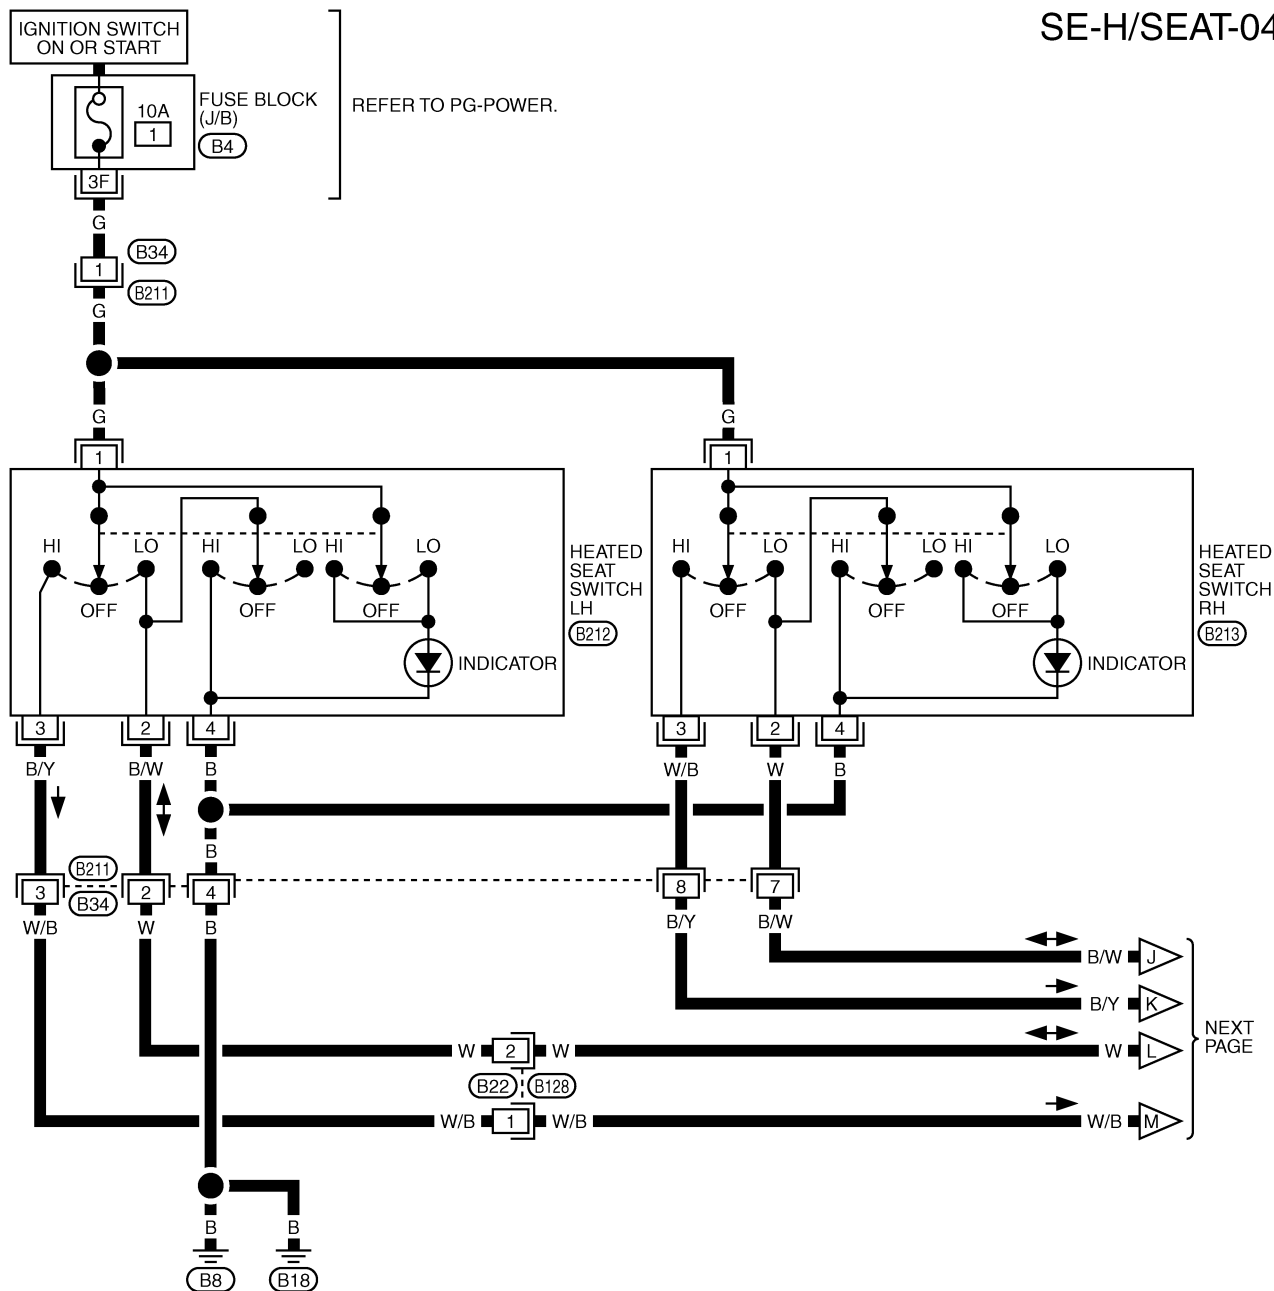 SE-H/SEAT-04
IGNITION SWITCH
ON OR START
10A
1
FUSE BLOCK
(J/B)
B4
REFER TO PG-POWER.
3F
G
B34
1
B211
G
G
G
1
1
HI
LO
HI
LO
HI
LO
OFF
OFF
OFF
INDICATOR
HEATED
SEAT
SWITCH
LH
B212
HI
LO
HI
LO
HI
LO
OFF
OFF
OFF
INDICATOR
HEATED
SEAT
SWITCH
RH
B213
3
2
4
3
2
4
B/Y
B/W
B
W/B
W
B
B
B211
3
2
4
8
7
B34
W/B
W
B
B/Y
B/W
B/W
J
B/Y
K
W
2
W
W
L
B22
B128
W/B
1
W/B
W/B
M
NEXT
PAGE
B
B
B8
B18